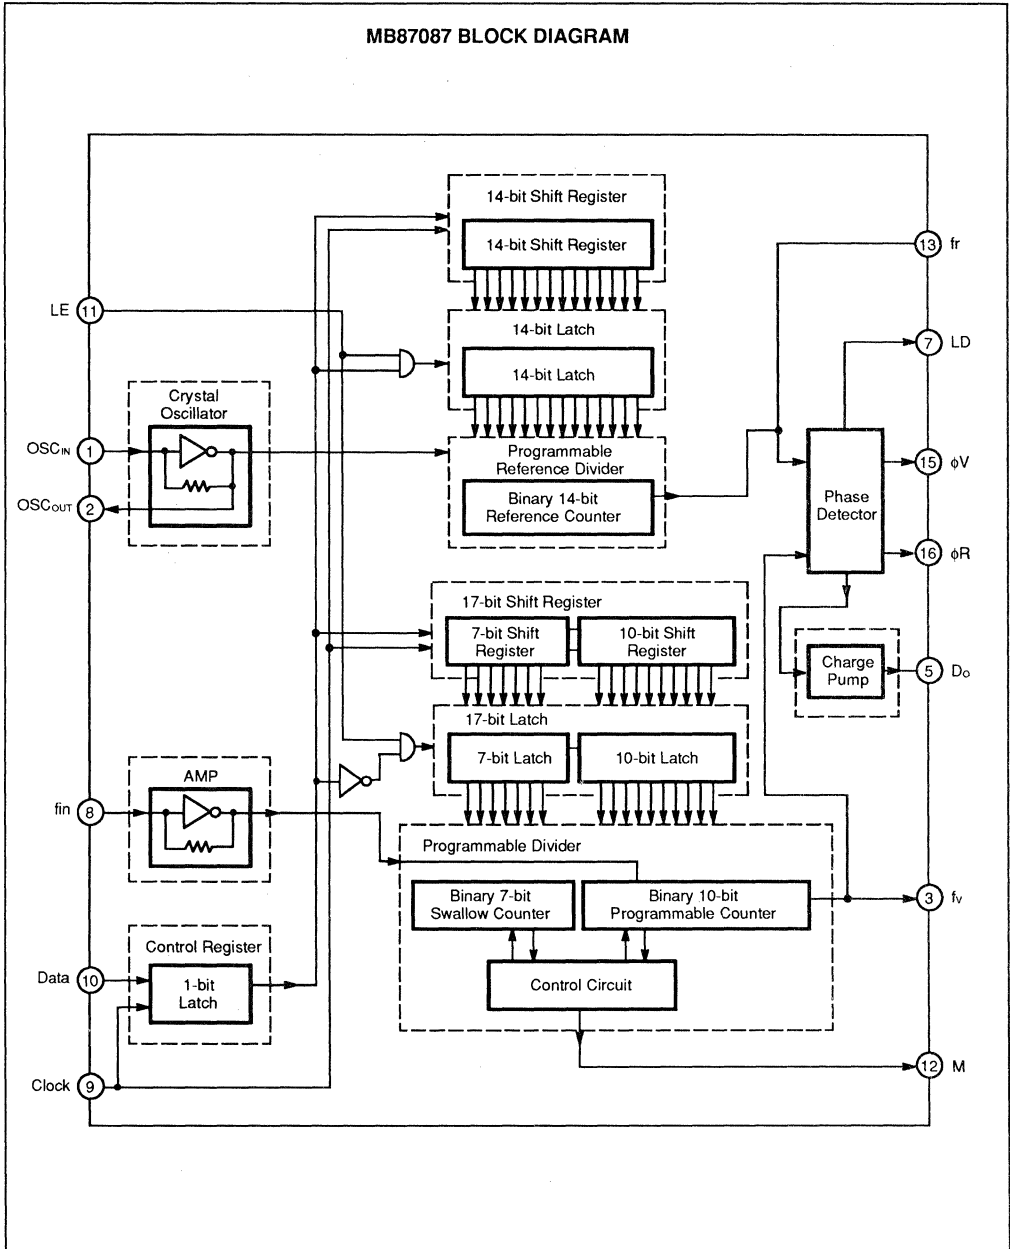 MB87087 BLOCK DIAGRAM
14-bit Shift Register
14-bit Shift Register
13 fr
LE 11
14-bit Latch
14-bit Latch
7 LD
Crystal
Oscillator
OSCIN 1
OSCOUT 2
Programmable
Reference Divider
Binary 14-bit
Reference Counter
Phase
Detector
15 ϕV
16 ϕR
17-bit Shift Register
7-bit Shift
Register
10-bit Shift
Register
Charge
Pump
5 DO
17-bit Latch
7-bit Latch
10-bit Latch
AMP
fin 8
Programmable Divider
Binary 7-bit
Swallow Counter
Binary 10-bit
Programmable Counter
3 fV
Control Register
Data 10
1-bit
Latch
Control Circuit
Clock 9
12 M